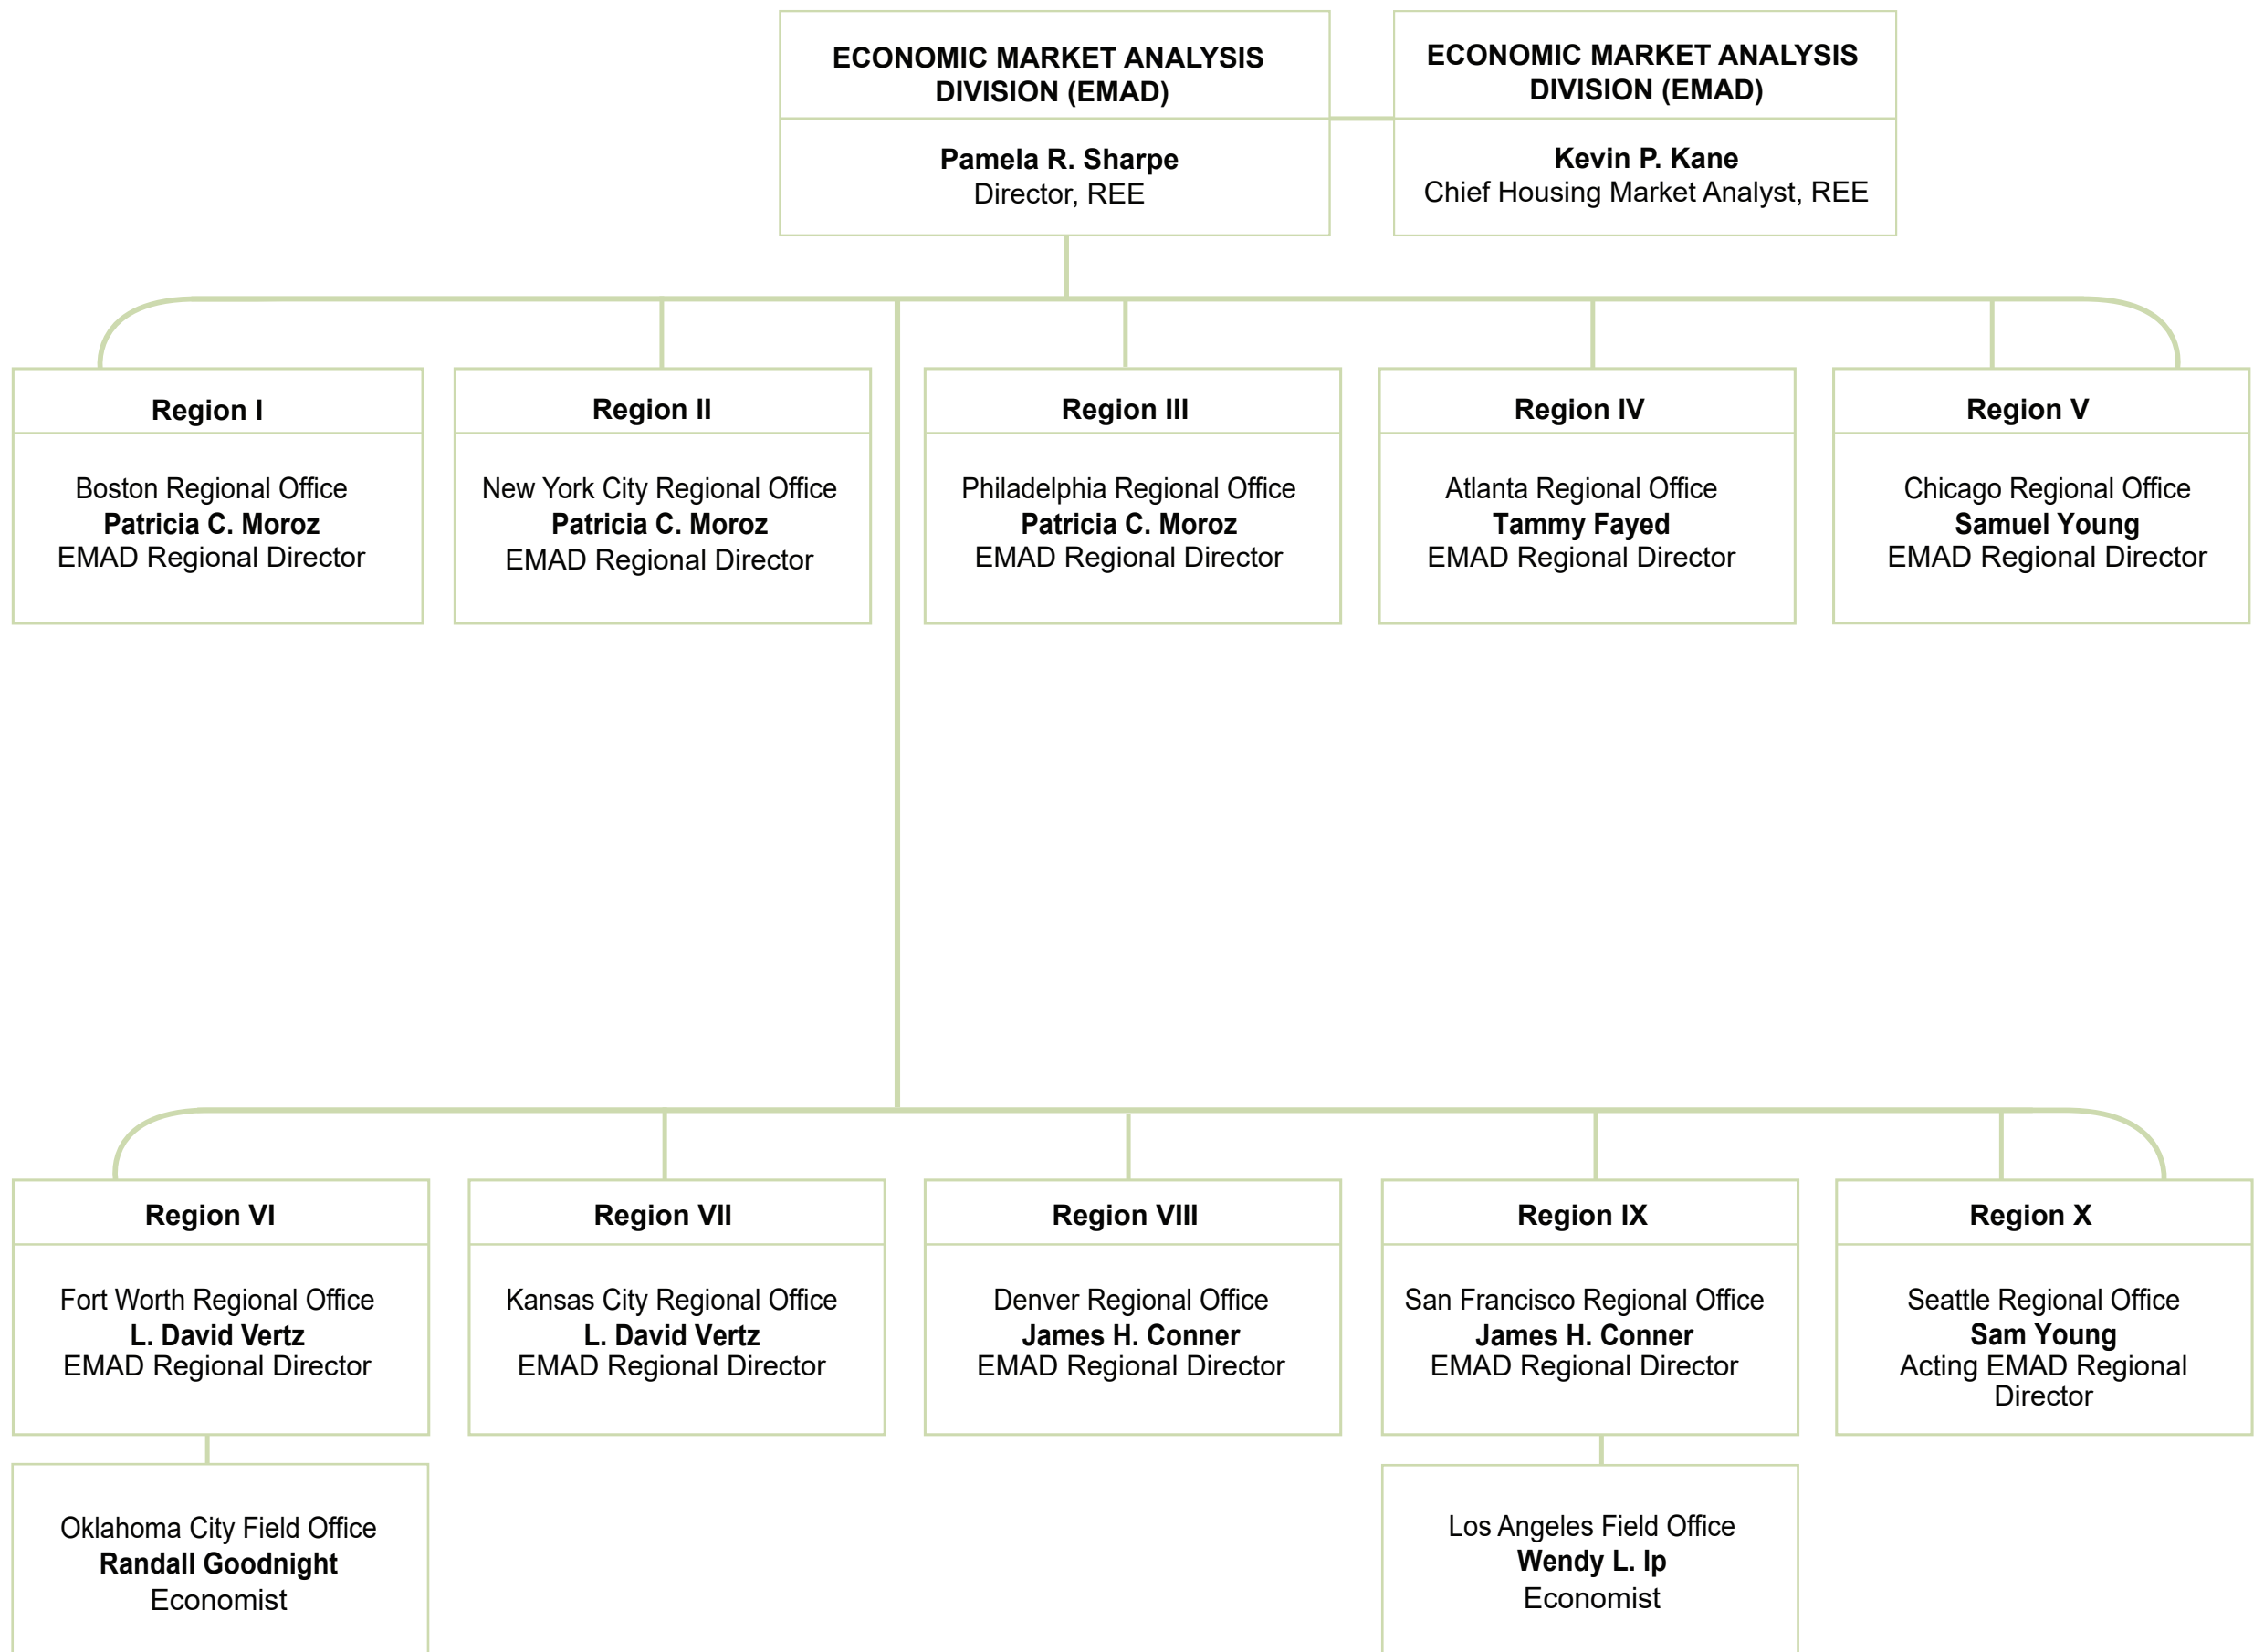 ECONOMIC MARKET ANALYSIS
DIVISION (EMAD)
Pamela R. Sharpe
Director, REE
ECONOMIC MARKET ANALYSIS
DIVISION (EMAD)
Kevin P. Kane
Chief Housing Market Analyst, REE
Region I
Boston Regional Office
Patricia C. Moroz
EMAD Regional Director
Region II
New York City Regional Office
Patricia C. Moroz
EMAD Regional Director
Region III
Philadelphia Regional Office
Patricia C. Moroz
EMAD Regional Director
Region IV
Atlanta Regional Office
Tammy Fayed
EMAD Regional Director
Region V
Chicago Regional Office
Samuel Young
EMAD Regional Director
Region VI
Fort Worth Regional Office
L. David Vertz
EMAD Regional Director
Oklahoma City Field Office
Randall Goodnight
Economist
Region VII
Kansas City Regional Office
L. David Vertz
EMAD Regional Director
Region VIII
Denver Regional Office
James H. Conner
EMAD Regional Director
Region IX
San Francisco Regional Office
James H. Conner
EMAD Regional Director
Los Angeles Field Office
Wendy L. Ip
Economist
Region X
Seattle Regional Office
Sam Young
Acting EMAD Regional
Director